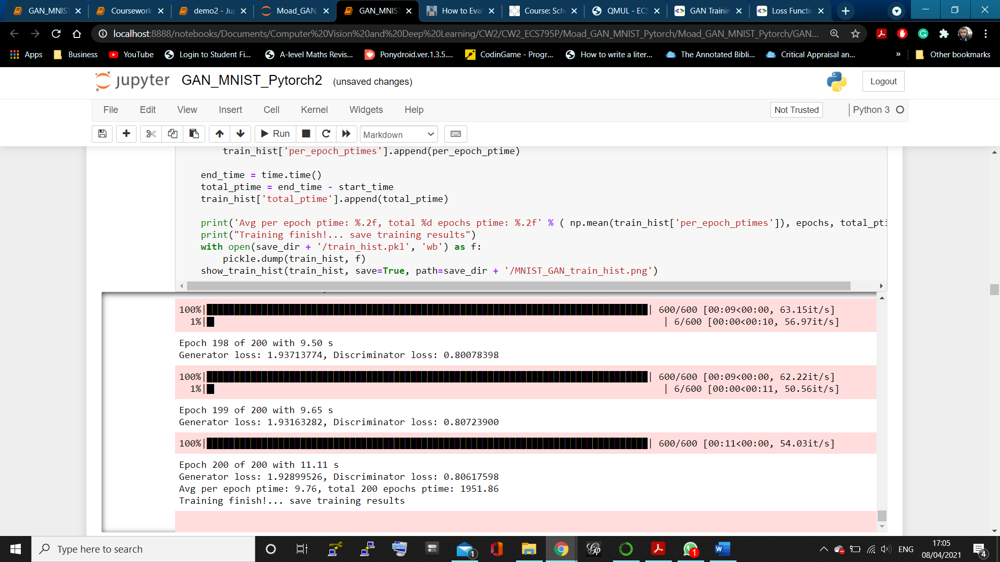 GAN_MNIS
Coursework
demo2 - Ju
Moad_GAN
GAN_MNIS
How to Eval
Course: Sch
QMUL - ECS
GAN Trainin
Loss Functio
localhost:8888/notebooks/Documents/Computer%20Vision%20and%20Deep%20Learning/CW2/CW2_ECS795P/Moad_GAN_MNIST_Pytorch/Moad_GAN_MNIST_Pytorch/GAN...
Apps
Business
YouTube
Login to Student Fi...
A-level Maths Revis...
Ponydroid.ver.1.3.5....
CodinGame - Progr...
How to write a liter...
The Annotated Bibli...
Critical Appraisal an...
»
Other bookmarks
jupyter GAN_MNIST_Pytorch2 (unsaved changes)
Logout
File Edit View Insert Cell Kernel Widgets Help
Not Trusted
Python 3
Run
Markdown
train_hist['per_epoch_ptimes'].append(per_epoch_ptime)
end_time = time.time()
total_ptime = end_time - start_time
train_hist['total_ptime'].append(total_ptime)
print('Avg per epoch ptime: %.2f, total %d epochs ptime: %.2f' % ( np.mean(train_hist['per_epoch_ptimes']), epochs, total_pti
print("Training finish!... save training results")
with open(save_dir + '/train_hist.pkl', 'wb') as f:
pickle.dump(train_hist, f)
show_train_hist(train_hist, save=True, path=save_dir + '/MNIST_GAN_train_hist.png')
100%| | 600/600 [00:09<00:00, 63.15it/s]
1%| | 6/600 [00:00<00:10, 56.97it/s]
Epoch 198 of 200 with 9.50 s
Generator loss: 1.93713774, Discriminator loss: 0.80078398
100%| | 600/600 [00:09<00:00, 62.22it/s]
1%| | 6/600 [00:00<00:11, 50.56it/s]
Epoch 199 of 200 with 9.65 s
Generator loss: 1.93163282, Discriminator loss: 0.80723900
100%| | 600/600 [00:11<00:00, 54.03it/s]
Epoch 200 of 200 with 11.11 s
Generator loss: 1.92899526, Discriminator loss: 0.80617598
Avg per epoch ptime: 9.76, total 200 epochs ptime: 1951.86
Training finish!... save training results
Type here to search
1
1
ENG
17:05
08/04/2021
4